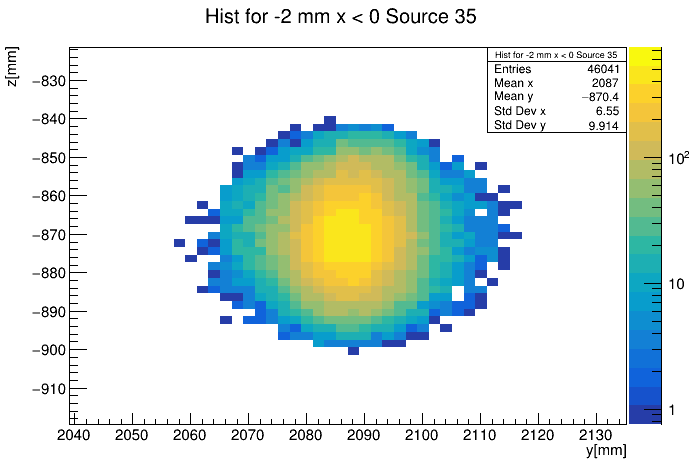 Hist for -2 mm x < 0 Source 35
z[mm]
Hist for -2 mm x < 0 Source 35
Entries 46041
Mean x 2087
Mean y −870.4
Std Dev x 6.55
Std Dev y 9.914
−830
−840
−850
−860
−870
−880
−890
−900
−910
10²
10
1
2040 2050 2060 2070 2080 2090 2100 2110 2120 2130
y[mm]